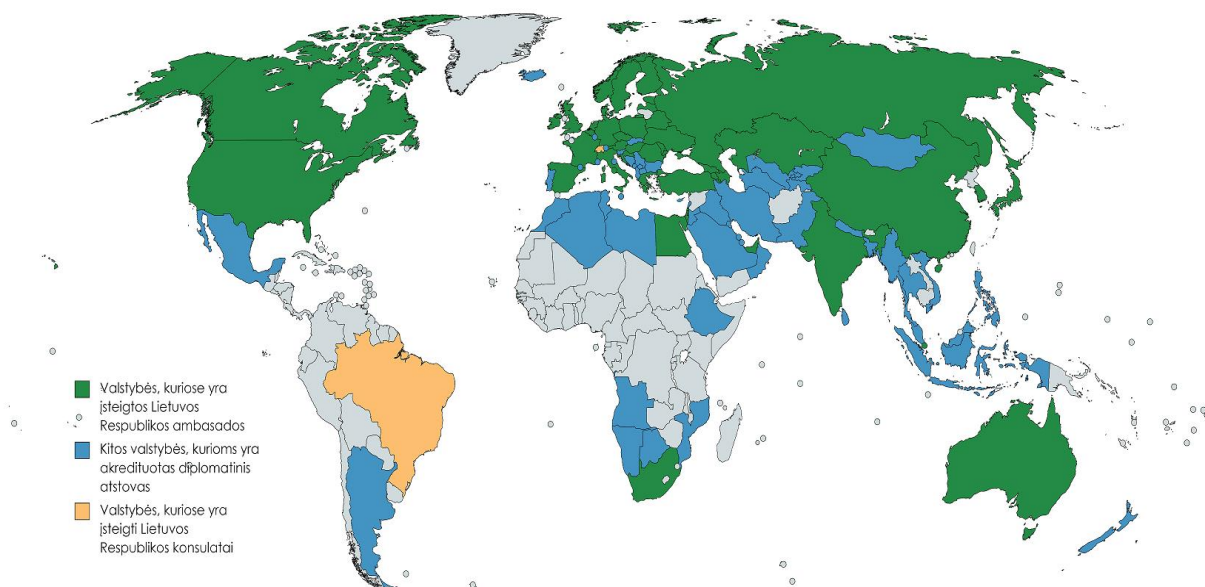 Valstybės, kuriose yra
įsteigtos Lietuvos
Respublikos ambasados
Kitos valstybės, kurioms yra
akredituotas diplomatinis
atstovas
Valstybės, kuriose yra
įsteigti Lietuvos
Respublikos konsulatai